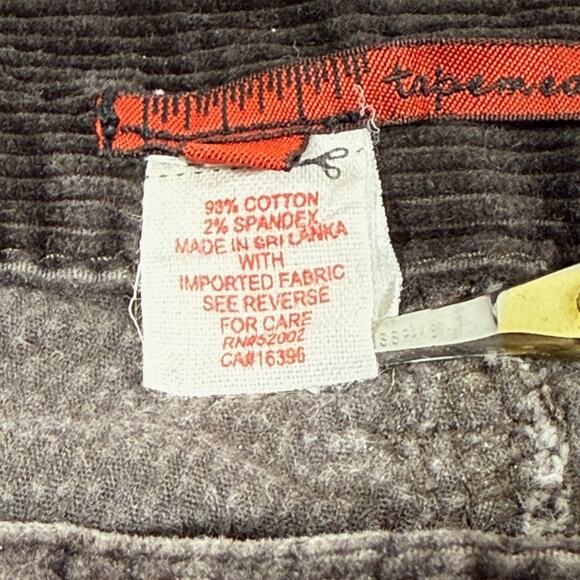 tapemea
98% COTTON
2% SPANDEX
MADE IN SRI LANKA
WITH
IMPORTED FABRIC
SEE REVERSE
FOR CARE
RN#52002
CA#16396